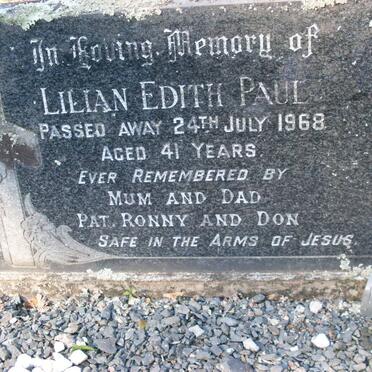 In Loving Memory of
LILIAN EDITH PAUL
PASSED AWAY 24TH JULY 1968
AGED 41 YEARS.
EVER REMEMBERED BY
MUM AND DAD
PAT, RONNY AND DON
SAFE IN THE ARMS OF JESUS.